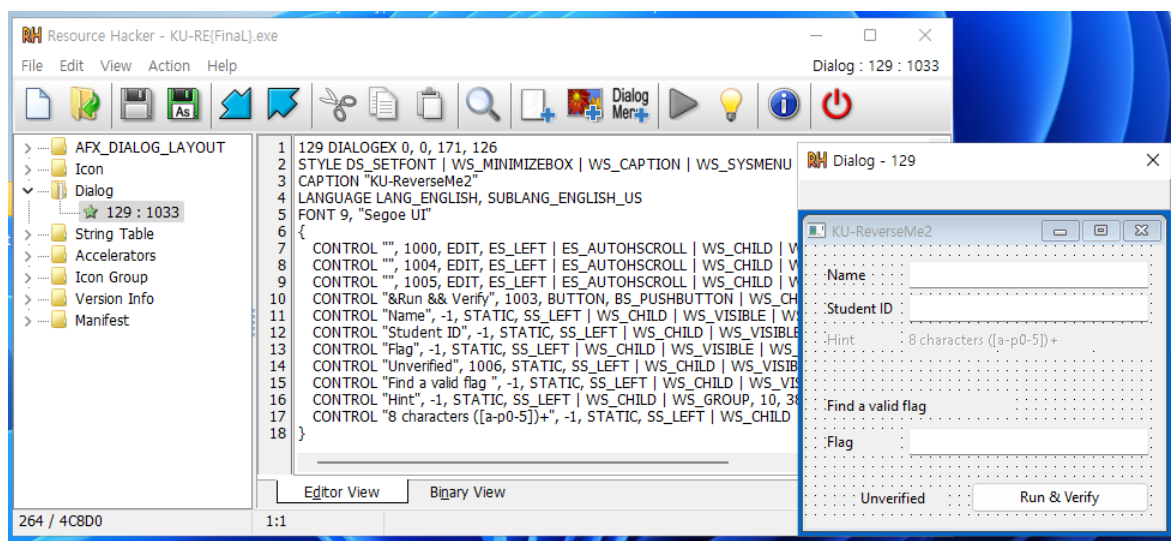 Resource Hacker - KU-RE{FinaL}.exe
File Edit View Action Help
Dialog : 129 : 1033
As
Dialog
Men
AFX_DIALOG_LAYOUT
Icon
Dialog
129 : 1033
String Table
Accelerators
Icon Group
Version Info
Manifest
1 129 DIALOGEX 0, 0, 171, 126
2 STYLE DS_SETFONT | WS_MINIMIZEBOX | WS_CAPTION | WS_SYSMENU
3 CAPTION "KU-ReverseMe2"
4 LANGUAGE LANG_ENGLISH, SUBLANG_ENGLISH_US
5 FONT 9, "Segoe UI"
6 {
7 CONTROL "", 1000, EDIT, ES_LEFT | ES_AUTOHSCROLL | WS_CHILD | W
8 CONTROL "", 1004, EDIT, ES_LEFT | ES_AUTOHSCROLL | WS_CHILD | W
9 CONTROL "", 1005, EDIT, ES_LEFT | ES_AUTOHSCROLL | WS_CHILD | W
10 CONTROL "&Run && Verify", 1003, BUTTON, BS_PUSHBUTTON | WS_CH
11 CONTROL "Name", -1, STATIC, SS_LEFT | WS_CHILD | WS_VISIBLE | WS
12 CONTROL "Student ID", -1, STATIC, SS_LEFT | WS_CHILD | WS_VISIBLE
13 CONTROL "Flag", -1, STATIC, SS_LEFT | WS_CHILD | WS_VISIBLE | WS_
14 CONTROL "Unverified", 1006, STATIC, SS_LEFT | WS_CHILD | WS_VISIB
15 CONTROL "Find a valid flag ", -1, STATIC, SS_LEFT | WS_CHILD | WS_VIS
16 CONTROL "Hint", -1, STATIC, SS_LEFT | WS_CHILD | WS_GROUP, 10, 38
17 CONTROL "8 characters ([a-p0-5])+", -1, STATIC, SS_LEFT | WS_CHILD
18 }
Editor View Binary View
264 / 4C8D0
1:1
Dialog - 129
KU-ReverseMe2
Name
Student ID
Hint 8 characters ([a-p0-5])+
Find a valid flag
Flag
Unverified Run & Verify